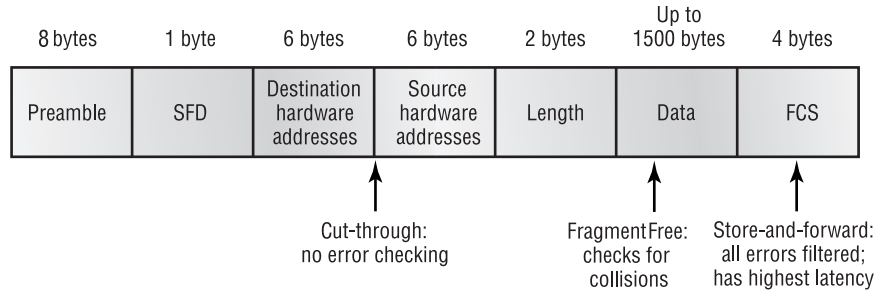 8 bytes
1 byte
6 bytes
6 bytes
2 bytes
Up to
1500 bytes
4 bytes
Preamble
SFD
Destination
hardware
addresses
Source
hardware
addresses
Length
Data
FCS
Cut-through:
no error checking
FragmentFree:
checks for
collisions
Store-and-forward:
all errors filtered;
has highest latency